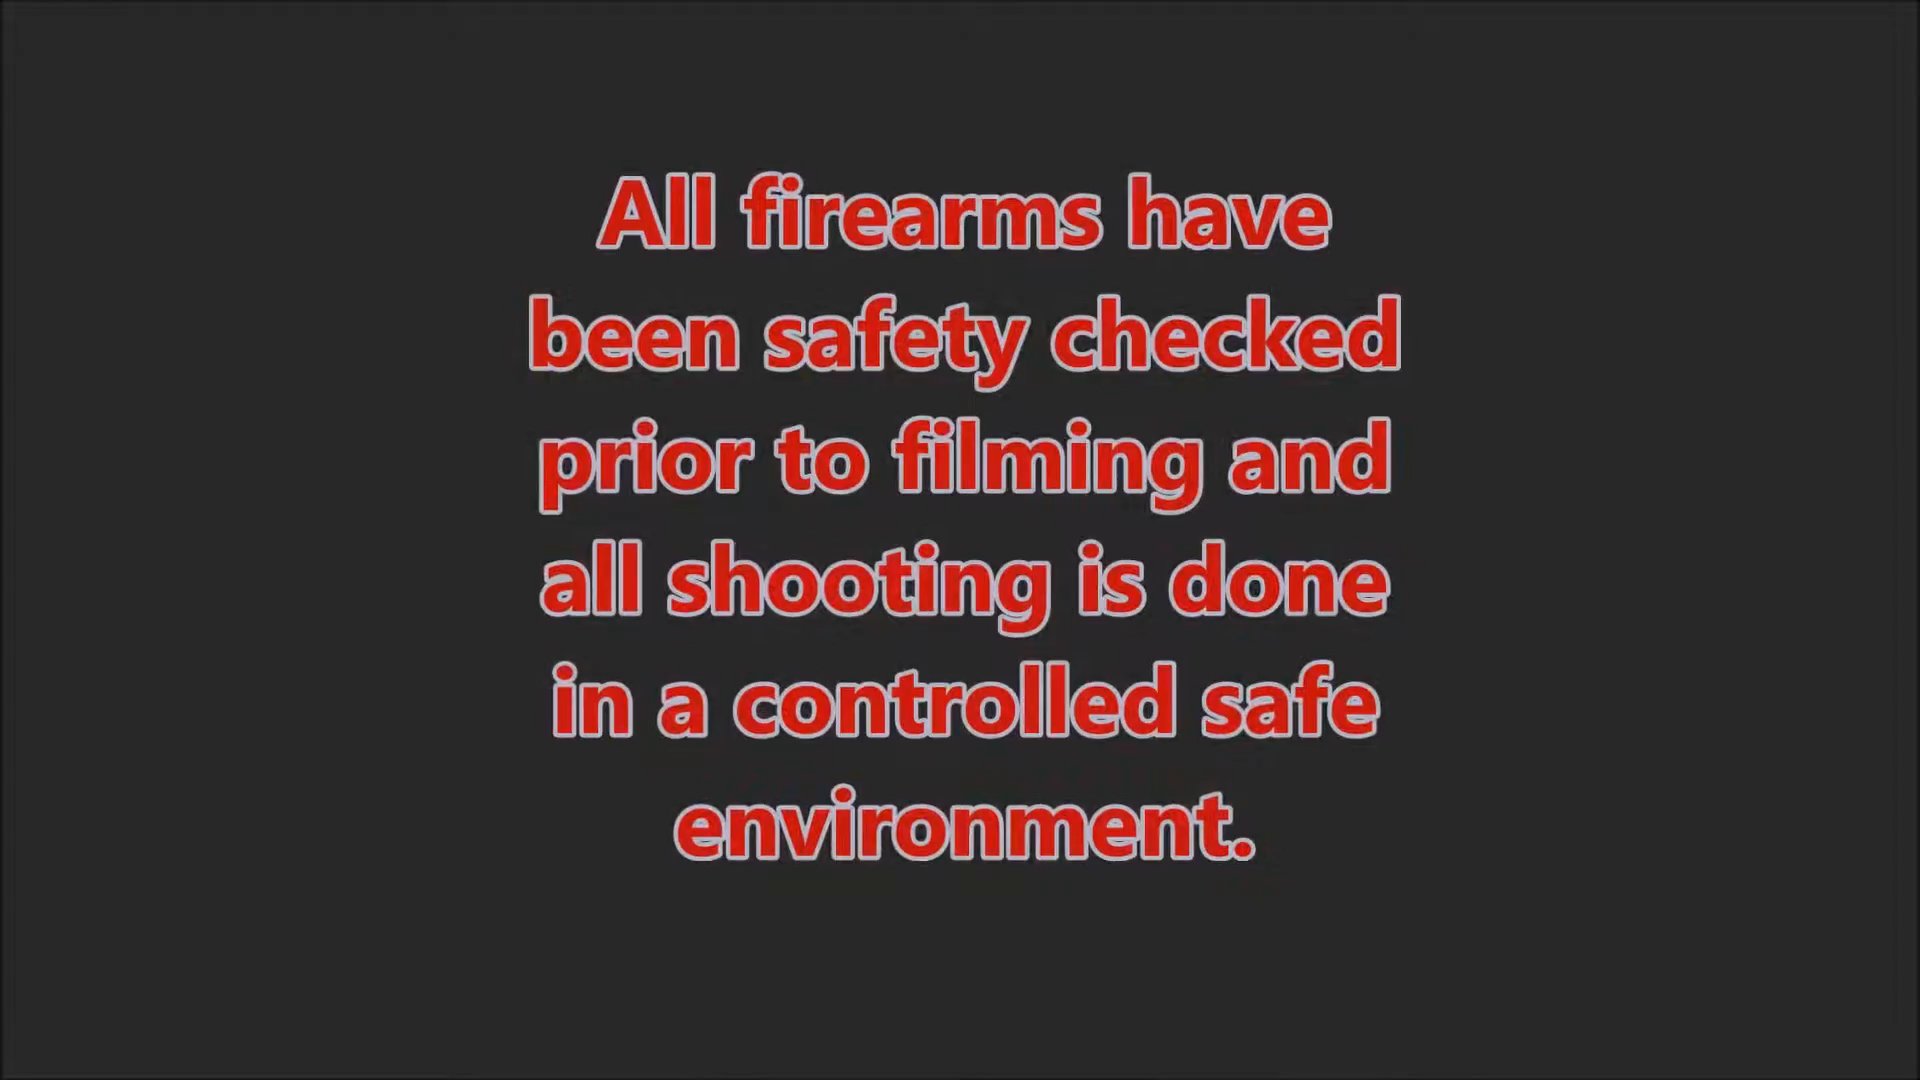 All firearms have
been safety checked
prior to filming and
all shooting is done
in a controlled safe
environment.